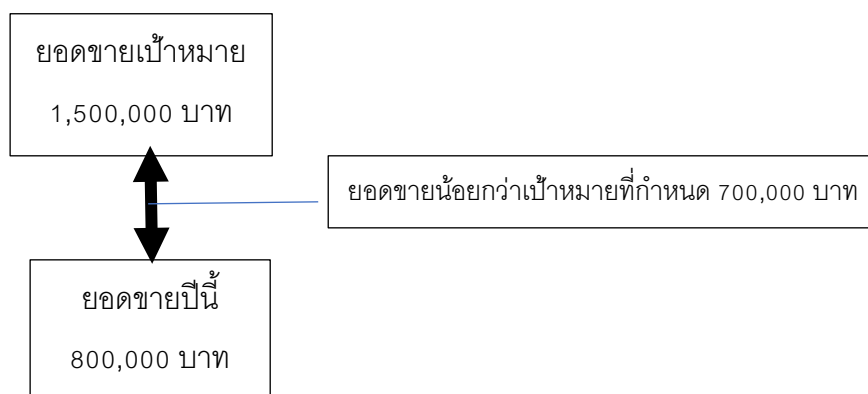 ยอดขายเป้าหมาย
1,500,000 บาท
ยอดขายน้อยกว่าเป้าหมายที่กำหนด 700,000 บาท
ยอดขายปีนี้
800,000 บาท